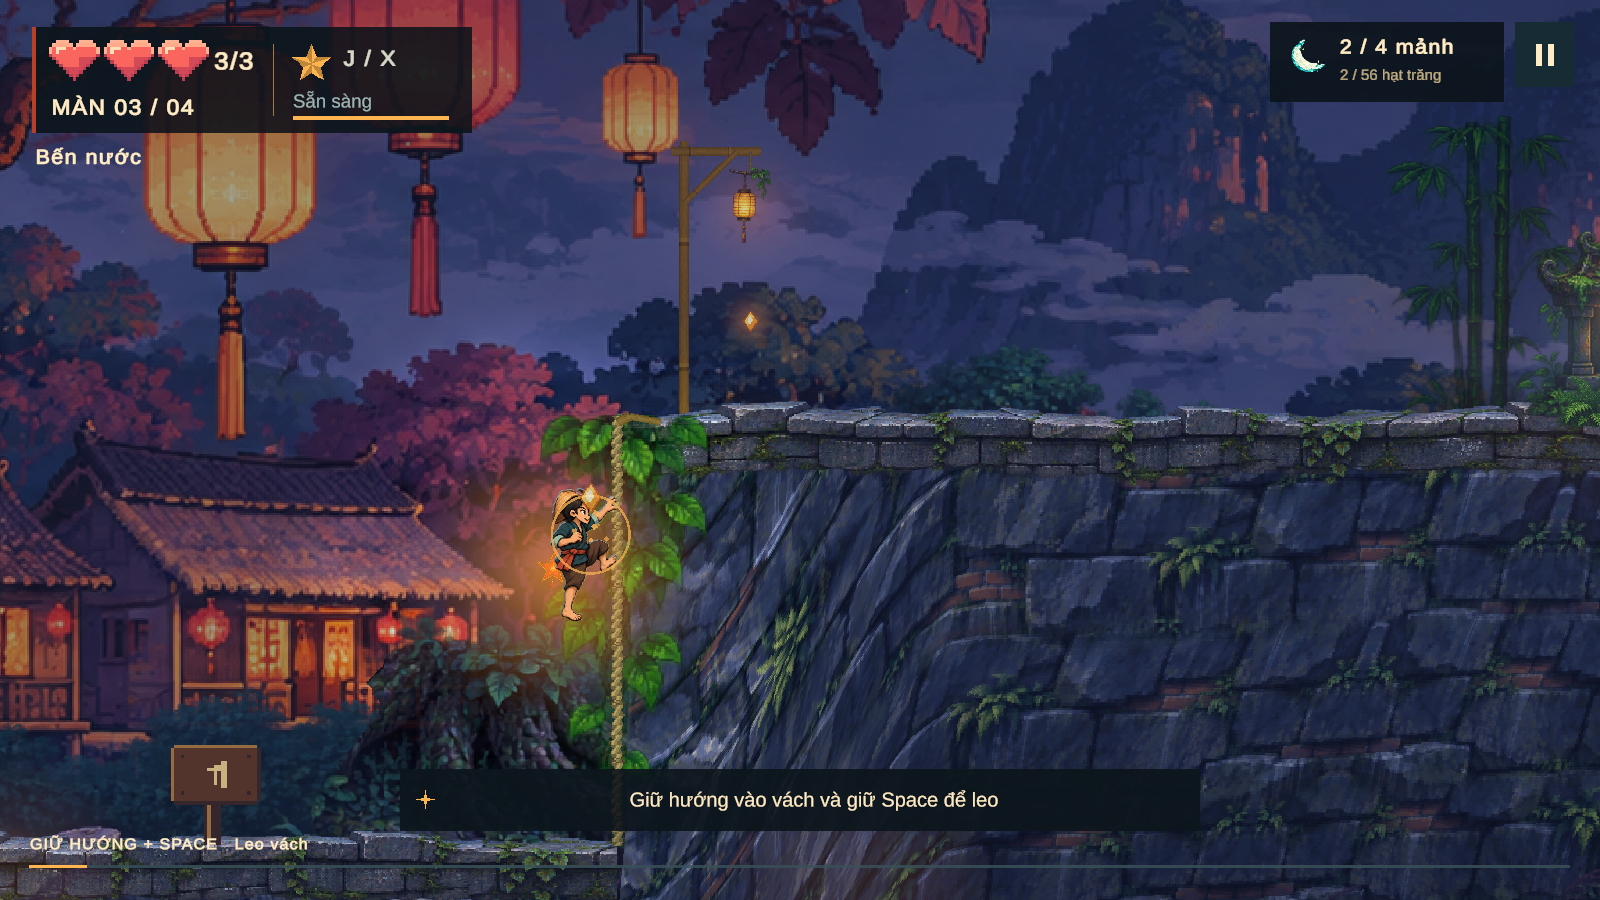 3/3
J / X
Sẵn sàng
MÀN 03 / 04
Bến nước
2 / 4 mảnh
2 / 56 hạt trăng
Giữ hướng vào vách và giữ Space để leo
GIỮ HƯỚNG + SPACE Leo vách